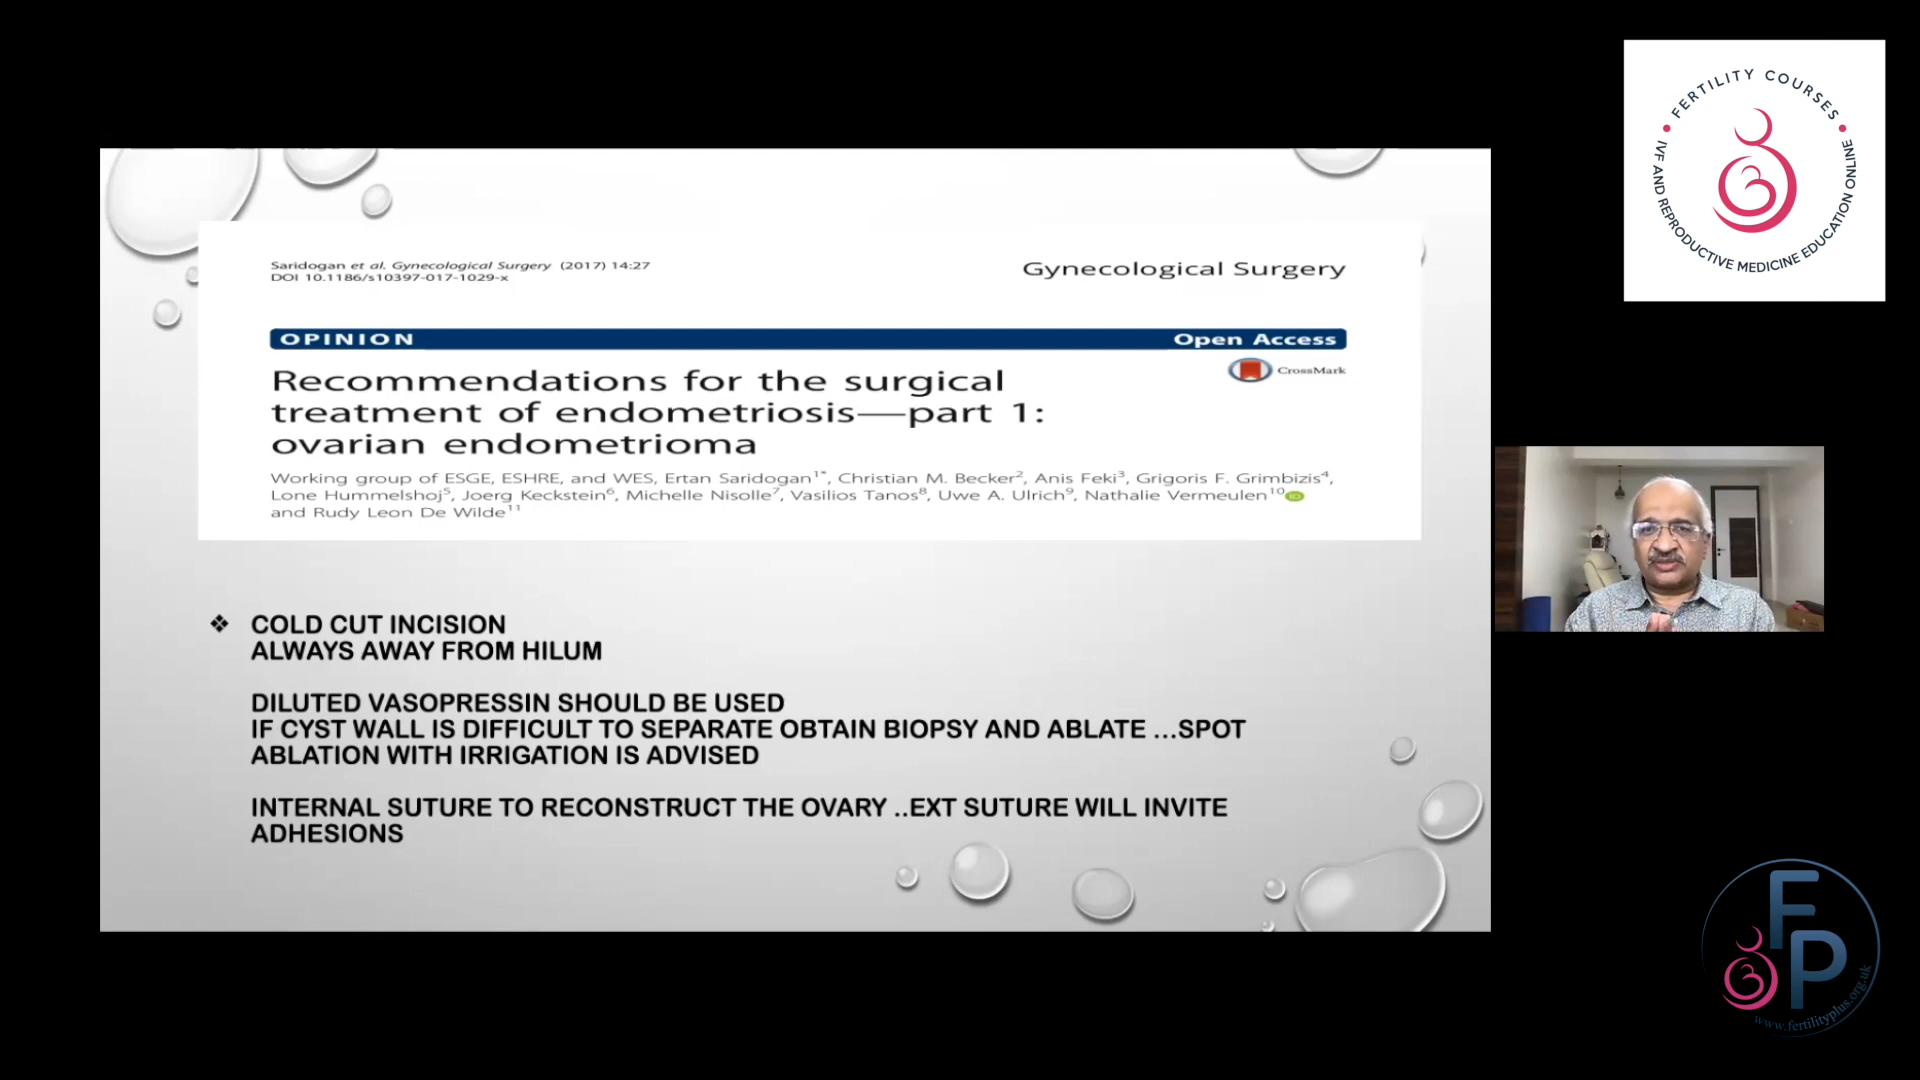 Saridogan et al. Gynecological Surgery (2017) 14:27
DOI 10.1186/s10397-017-1029-x
Gynecological Surgery
OPINION
Open Access
CrossMark
Recommendations for the surgical
treatment of endometriosis—part 1:
ovarian endometrioma
Working group of ESGE, ESHRE, and WES, Ertan Saridogan1*, Christian M. Becker2, Anis Feki3, Grigoris F. Grimbizis4,
Lone Hummelshoj5, Joerg Keckstein6, Michelle Nisolle7, Vasilios Tanos8, Uwe A. Ulrich9, Nathalie Vermeulen10 iD
and Rudy Leon De Wilde11
❖ COLD CUT INCISION
ALWAYS AWAY FROM HILUM
DILUTED VASOPRESSIN SHOULD BE USED
IF CYST WALL IS DIFFICULT TO SEPARATE OBTAIN BIOPSY AND ABLATE ...SPOT
ABLATION WITH IRRIGATION IS ADVISED
INTERNAL SUTURE TO RECONSTRUCT THE OVARY ..EXT SUTURE WILL INVITE
ADHESIONS
• FERTILITY COURSES •
IVF AND REPRODUCTIVE MEDICINE EDUCATION ONLINE
FP
www.fertilityplus.org.uk